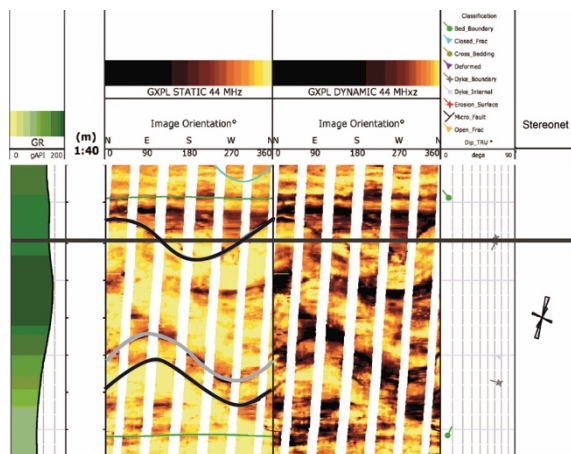 Classification
Bed_Boundary
Closed_Frac
Cross_Bedding
Deformed
Dyke_Boundary
Dyke_Internal
Erosion_Surface
Micro_Fault
Open_Frac
Dip_TRU °
0 dega 90
GXPL STATIC 44 MHz
GXPL DYNAMIC 44 MHxz
GR
0 gAPI 200
(m)
1:40
Image Orientation°
N E S W N
0 90 180 270 360
Image Orientation°
N E S W N
0 90 180 270 360
Stereonet